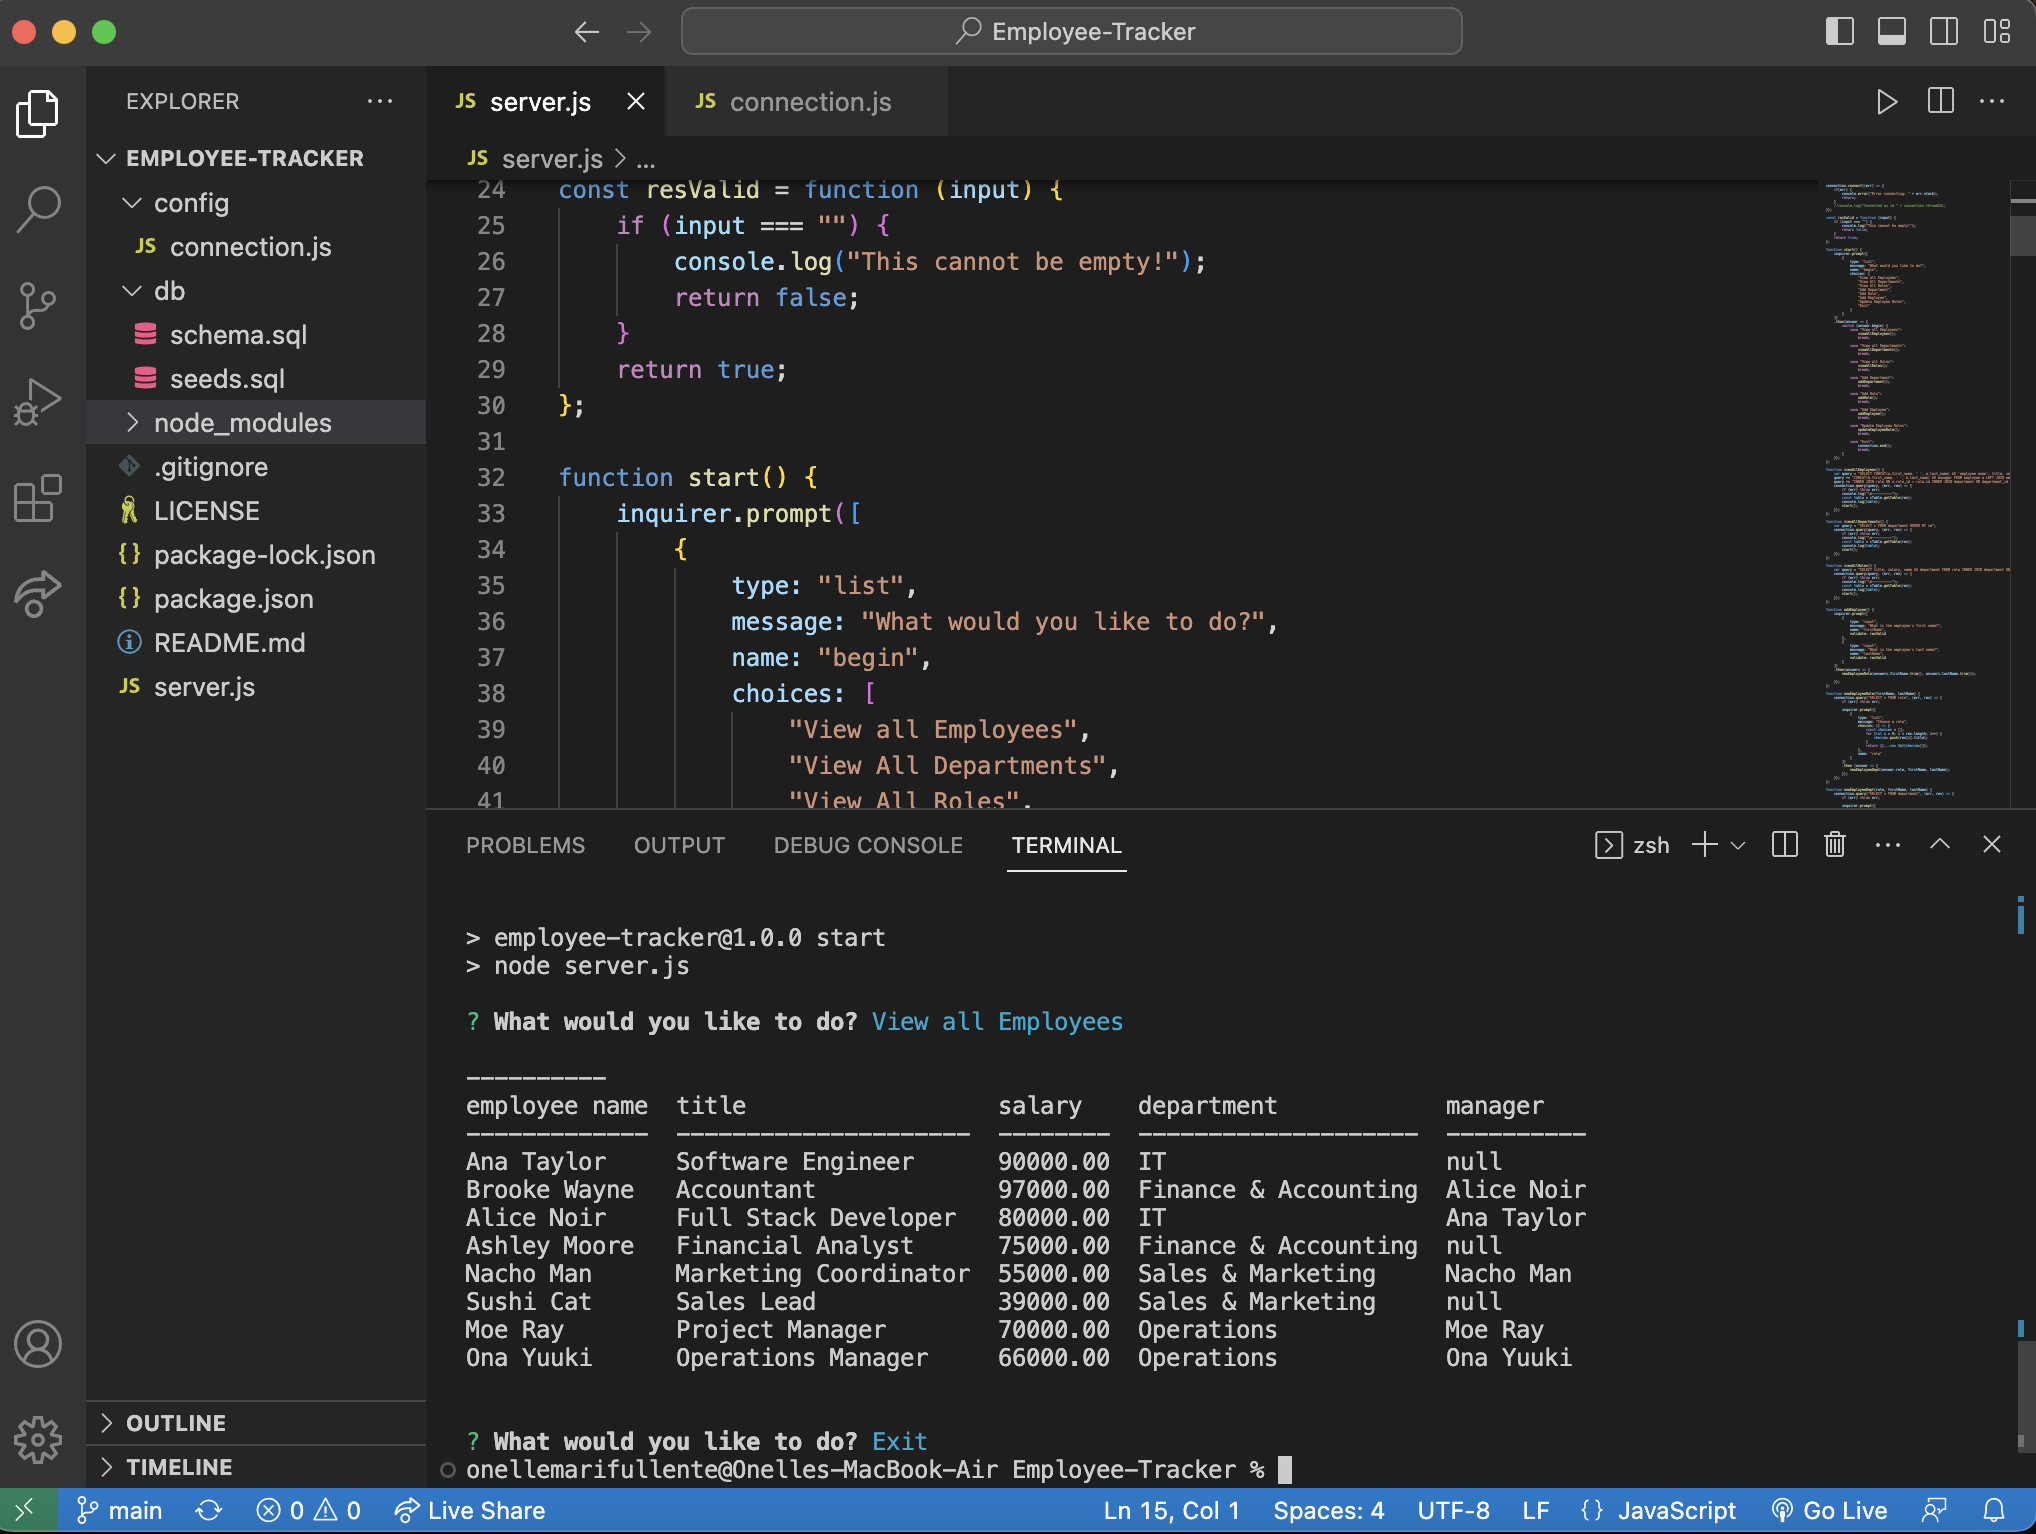 Employee-Tracker
EXPLORER
EMPLOYEE-TRACKER
config
JS connection.js
db
schema.sql
seeds.sql
node_modules
.gitignore
LICENSE
{} package-lock.json
{} package.json
README.md
JS server.js
OUTLINE
TIMELINE
JS server.js
JS connection.js
JS server.js > ...
24 const resValid = function (input) {
25 if (input === "") {
26 console.log("This cannot be empty!");
27 return false;
28 }
29 return true;
30 };
31
32 function start() {
33 inquirer.prompt([
34 {
35 type: "list",
36 message: "What would you like to do?",
37 name: "begin",
38 choices: [
39 "View all Employees",
40 "View All Departments",
41 "View All Roles",
PROBLEMS OUTPUT DEBUG CONSOLE TERMINAL zsh
> employee-tracker@1.0.0 start
> node server.js
? What would you like to do? View all Employees
----------
employee name title salary department manager
------------- --------------------- -------- -------------------- ----------
Ana Taylor Software Engineer 90000.00 IT null
Brooke Wayne Accountant 97000.00 Finance & Accounting Alice Noir
Alice Noir Full Stack Developer 80000.00 IT Ana Taylor
Ashley Moore Financial Analyst 75000.00 Finance & Accounting null
Nacho Man Marketing Coordinator 55000.00 Sales & Marketing Nacho Man
Sushi Cat Sales Lead 39000.00 Sales & Marketing null
Moe Ray Project Manager 70000.00 Operations Moe Ray
Ona Yuuki Operations Manager 66000.00 Operations Ona Yuuki
? What would you like to do? Exit
onellemarifullente@Onelles-MacBook-Air Employee-Tracker %
main 0 0 Live Share Ln 15, Col 1 Spaces: 4 UTF-8 LF {} JavaScript Go Live